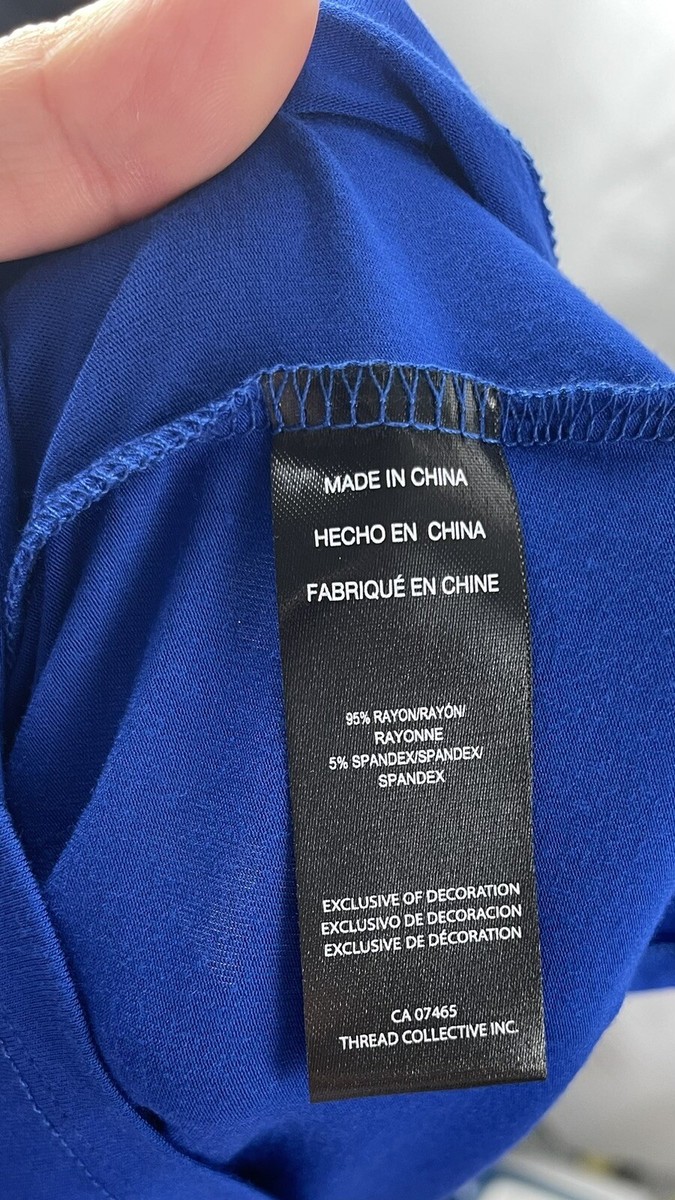 MADE IN CHINA
HECHO EN CHINA
FABRIQUÉ EN CHINE
95% RAYON/RAYÓN/
RAYONNE
5% SPANDEX/SPANDEX/
SPANDEX
EXCLUSIVE OF DECORATION
EXCLUSIVO DE DECORACION
EXCLUSIVE DE DÉCORATION
CA 07465
THREAD COLLECTIVE INC.